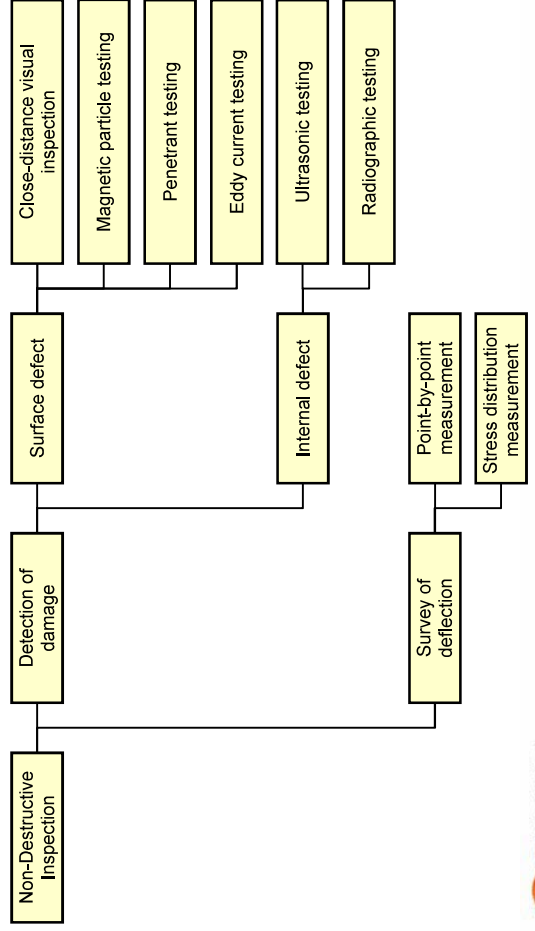 Non-Destructive
Inspection
Detection of
damage
Surface defect
Close-distance visual
inspection
Magnetic particle testing
Penetrant testing
Eddy current testing
Internal defect
Ultrasonic testing
Radiographic testing
Survey of
deflection
Point-by-point
measurement
Stress distribution
measurement